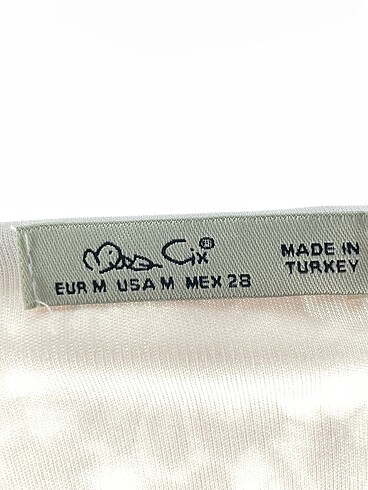 Miss Cix®
EUR M USA M MEX 28
MADE IN
TURKEY